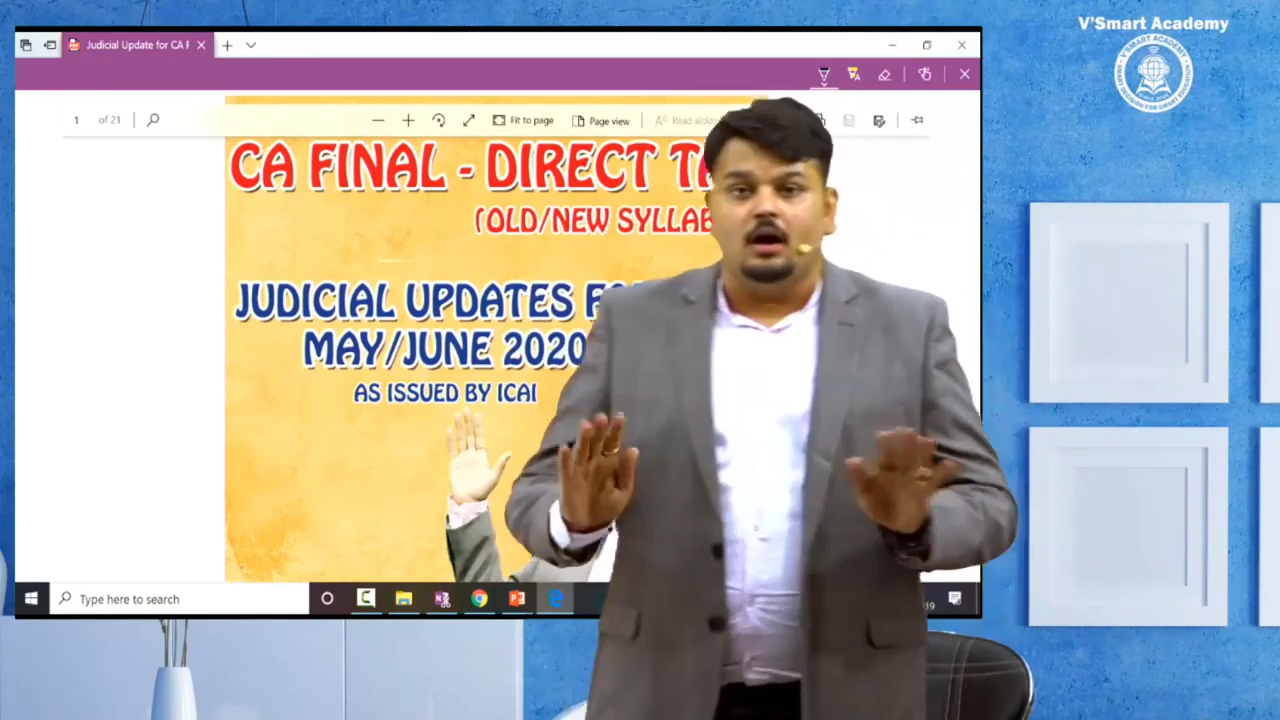 V'Smart Academy
Judicial Update for CA F
1 of 21
Fit to page
Page view
Read
CA FINAL - DIRECT
(OLD/NEW
JUDICIAL UPDATES
MAY/JUNE 2020
AS ISSUED BY ICAI
Type here to search